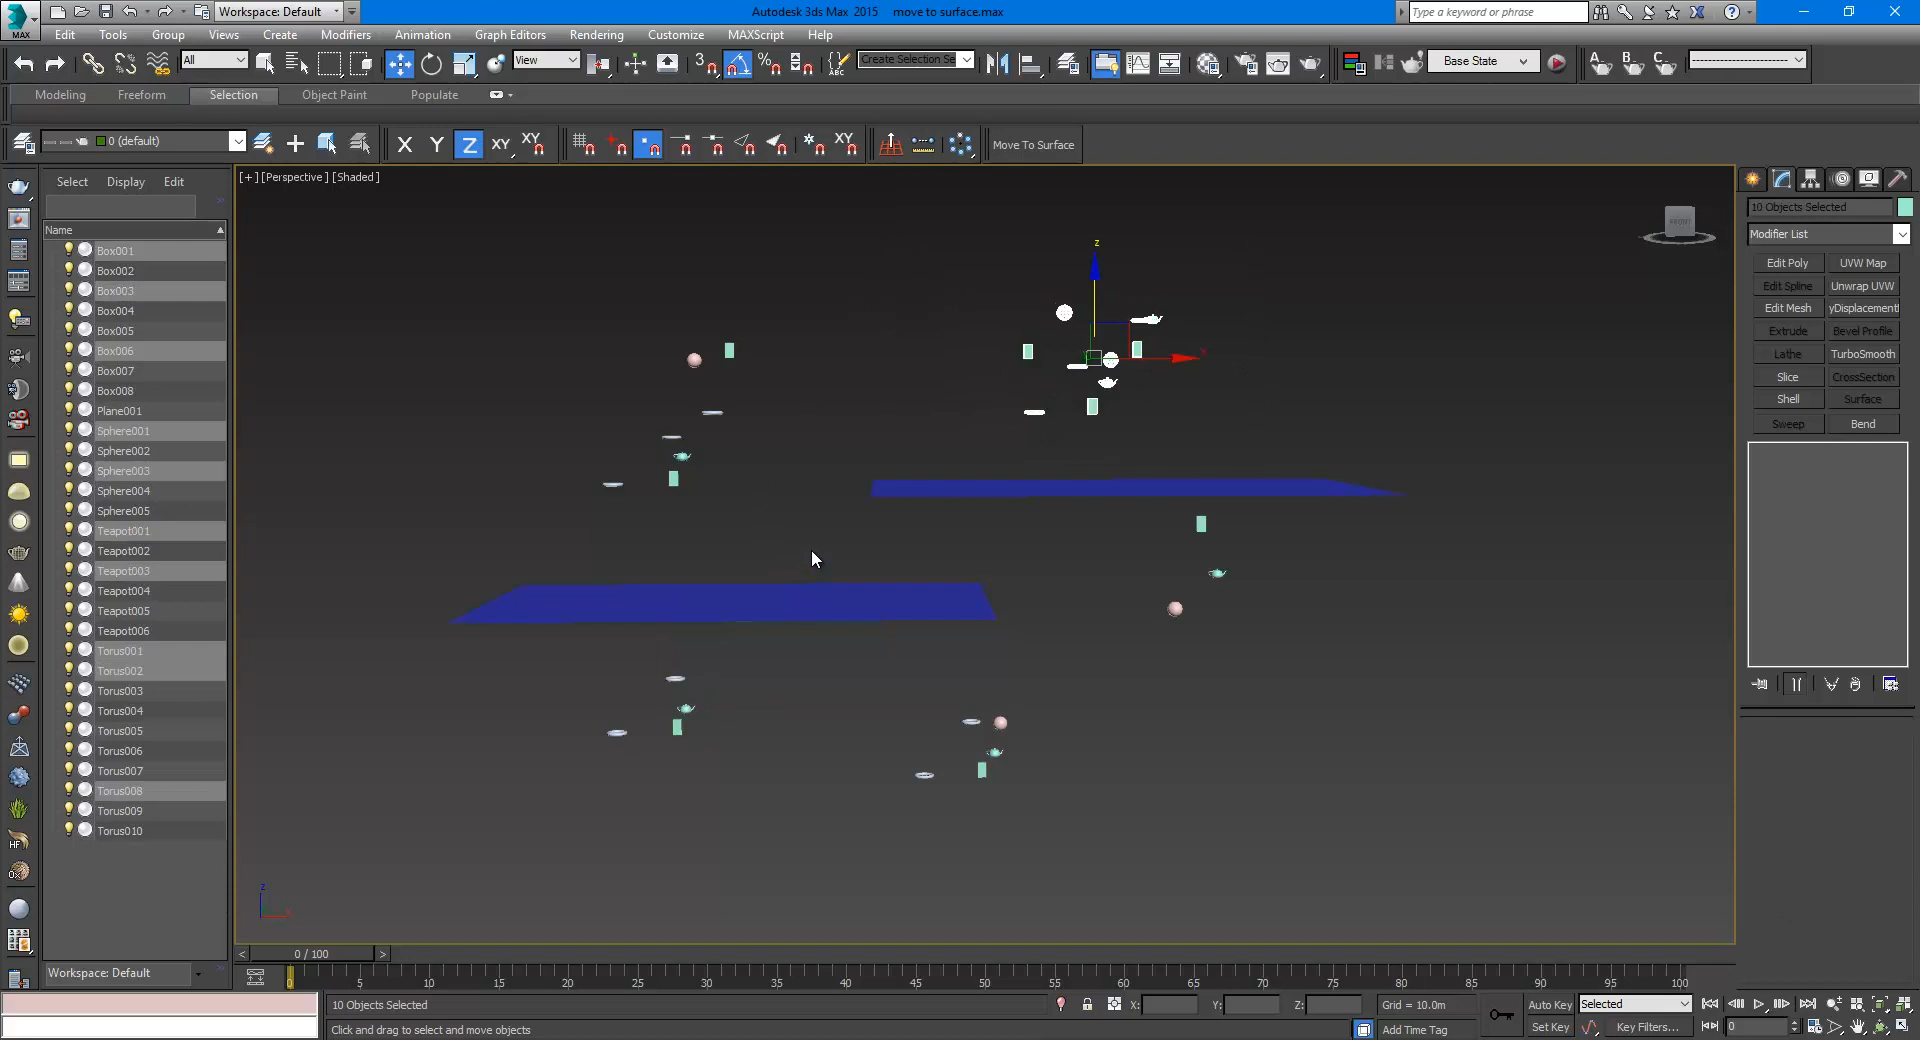 Workspace: Default
Autodesk 3ds Max 2015 move to surface.max
Type a keyword or phrase
MAX
Edit Tools Group Views Create Modifiers Animation Graph Editors Rendering Customize MAXScript Help
All
View
3
%
ABC
Create Selection Se
Base State
A
B
C
Modeling Freeform Selection Object Paint Populate
0 (default)
X Y Z XY XY
XY
Move To Surface
Select Display Edit
[+] [Perspective] [Shaded]
10 Objects Selected
Name
Modifier List
Box001
Box002
Box003
Box004
Box005
Box006
Box007
Box008
Plane001
Sphere001
Sphere002
Sphere003
Sphere004
Sphere005
Teapot001
Teapot002
Teapot003
Teapot004
Teapot005
Teapot006
Torus001
Torus002
Torus003
Torus004
Torus005
Torus006
Torus007
Torus008
Torus009
Torus010
Edit Poly UVW Map
Edit Spline Unwrap UVW
Edit Mesh yDisplacement
Extrude Bevel Profile
Lathe TurboSmooth
Slice CrossSection
Shell Surface
Sweep Bend
z
x
FRONT
HF
z
x
< 0 / 100 >
Workspace: Default
0 5 10 15 20 25 30 35 40 45 50 55 60 65 70 75 80 85 90 95 100
10 Objects Selected
X: Y: Z: Grid = 10.0m
Auto Key Selected
Click and drag to select and move objects
Add Time Tag
Set Key Key Filters...
0